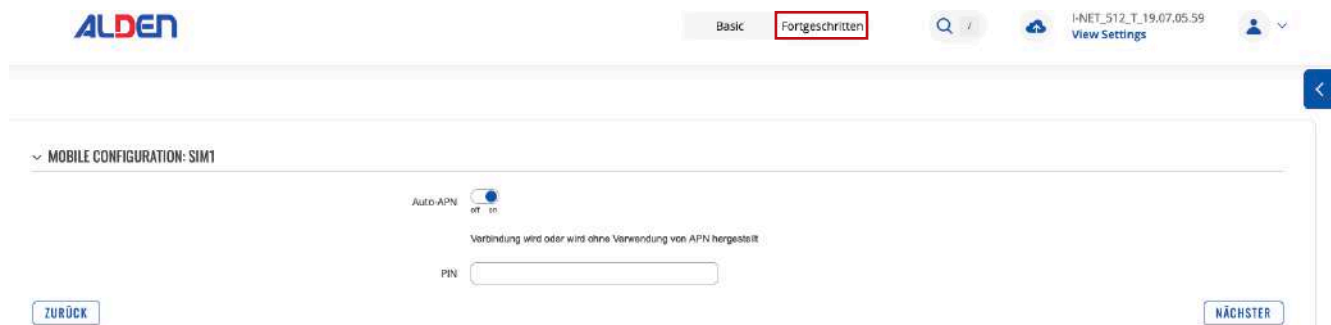 ALDEN
Basic Fortgeschritten
/
I-NET_512_T_19.07.05.59
View Settings
MOBILE CONFIGURATION: SIM1
Auto-APN
off on
Verbindung wird oder wird ohne Verwendung von APN hergestellt
PIN
ZURÜCK
NÄCHSTER